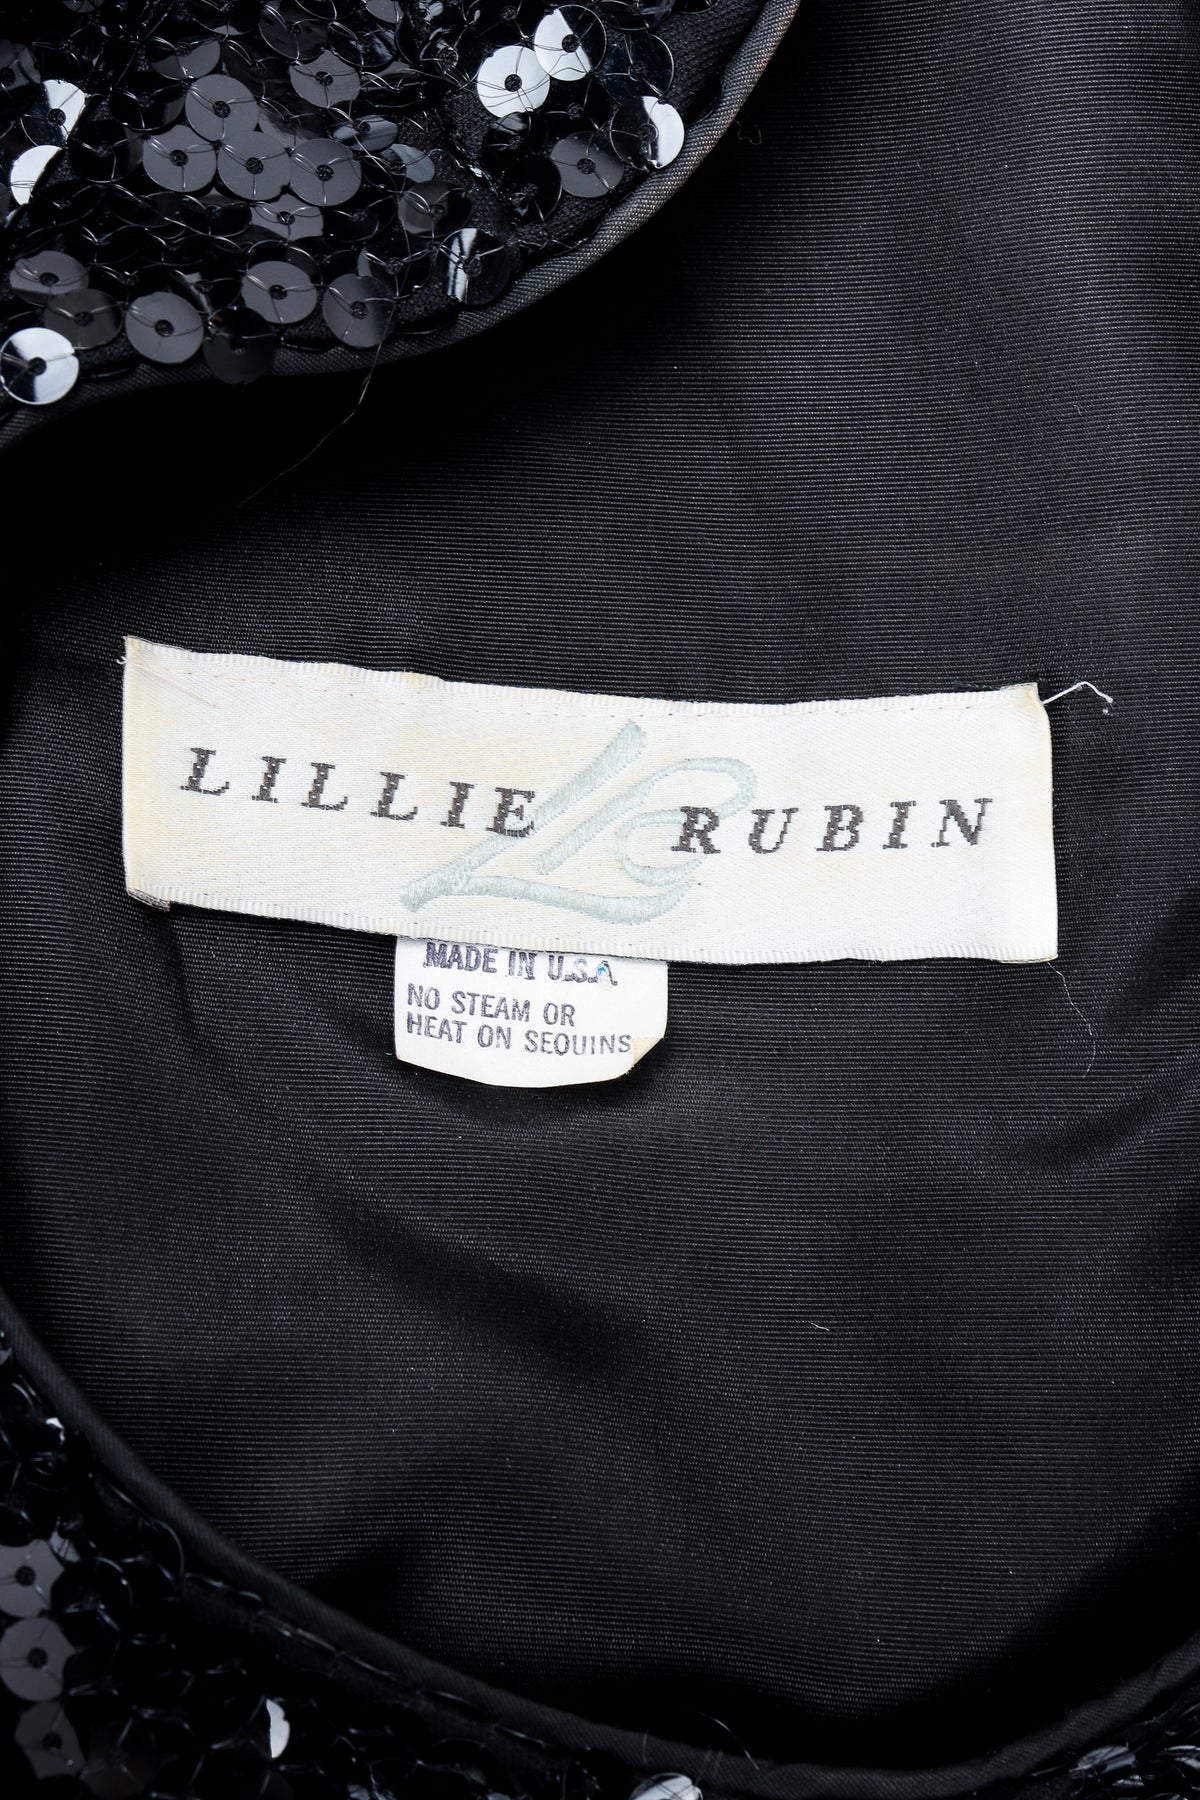 LILLIE RUBIN
LR
MADE IN U.S.A.
NO STEAM OR
HEAT ON SEQUINS